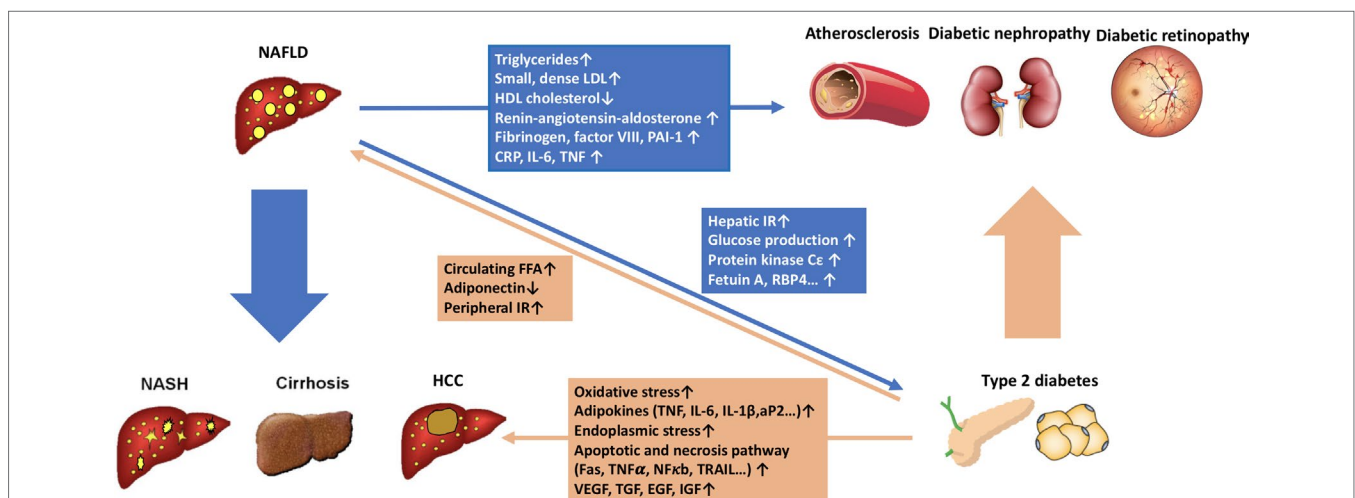 NAFLD
Triglycerides↑
Small, dense LDL↑
HDL cholesterol↓
Renin-angiotensin-aldosterone ↑
Fibrinogen, factor VIII, PAI-1 ↑
CRP, IL-6, TNF ↑
Atherosclerosis
Diabetic nephropathy
Diabetic retinopathy
Hepatic IR↑
Glucose production ↑
Protein kinase Cε ↑
Fetuin A, RBP4... ↑
Circulating FFA↑
Adiponectin↓
Peripheral IR↑
NASH
Cirrhosis
HCC
Oxidative stress↑
Adipokines (TNF, IL-6, IL-1β,aP2...)↑
Endoplasmic stress↑
Apoptotic and necrosis pathway
(Fas, TNFα, NFκb, TRAIL...) ↑
VEGF, TGF, EGF, IGF↑
Type 2 diabetes